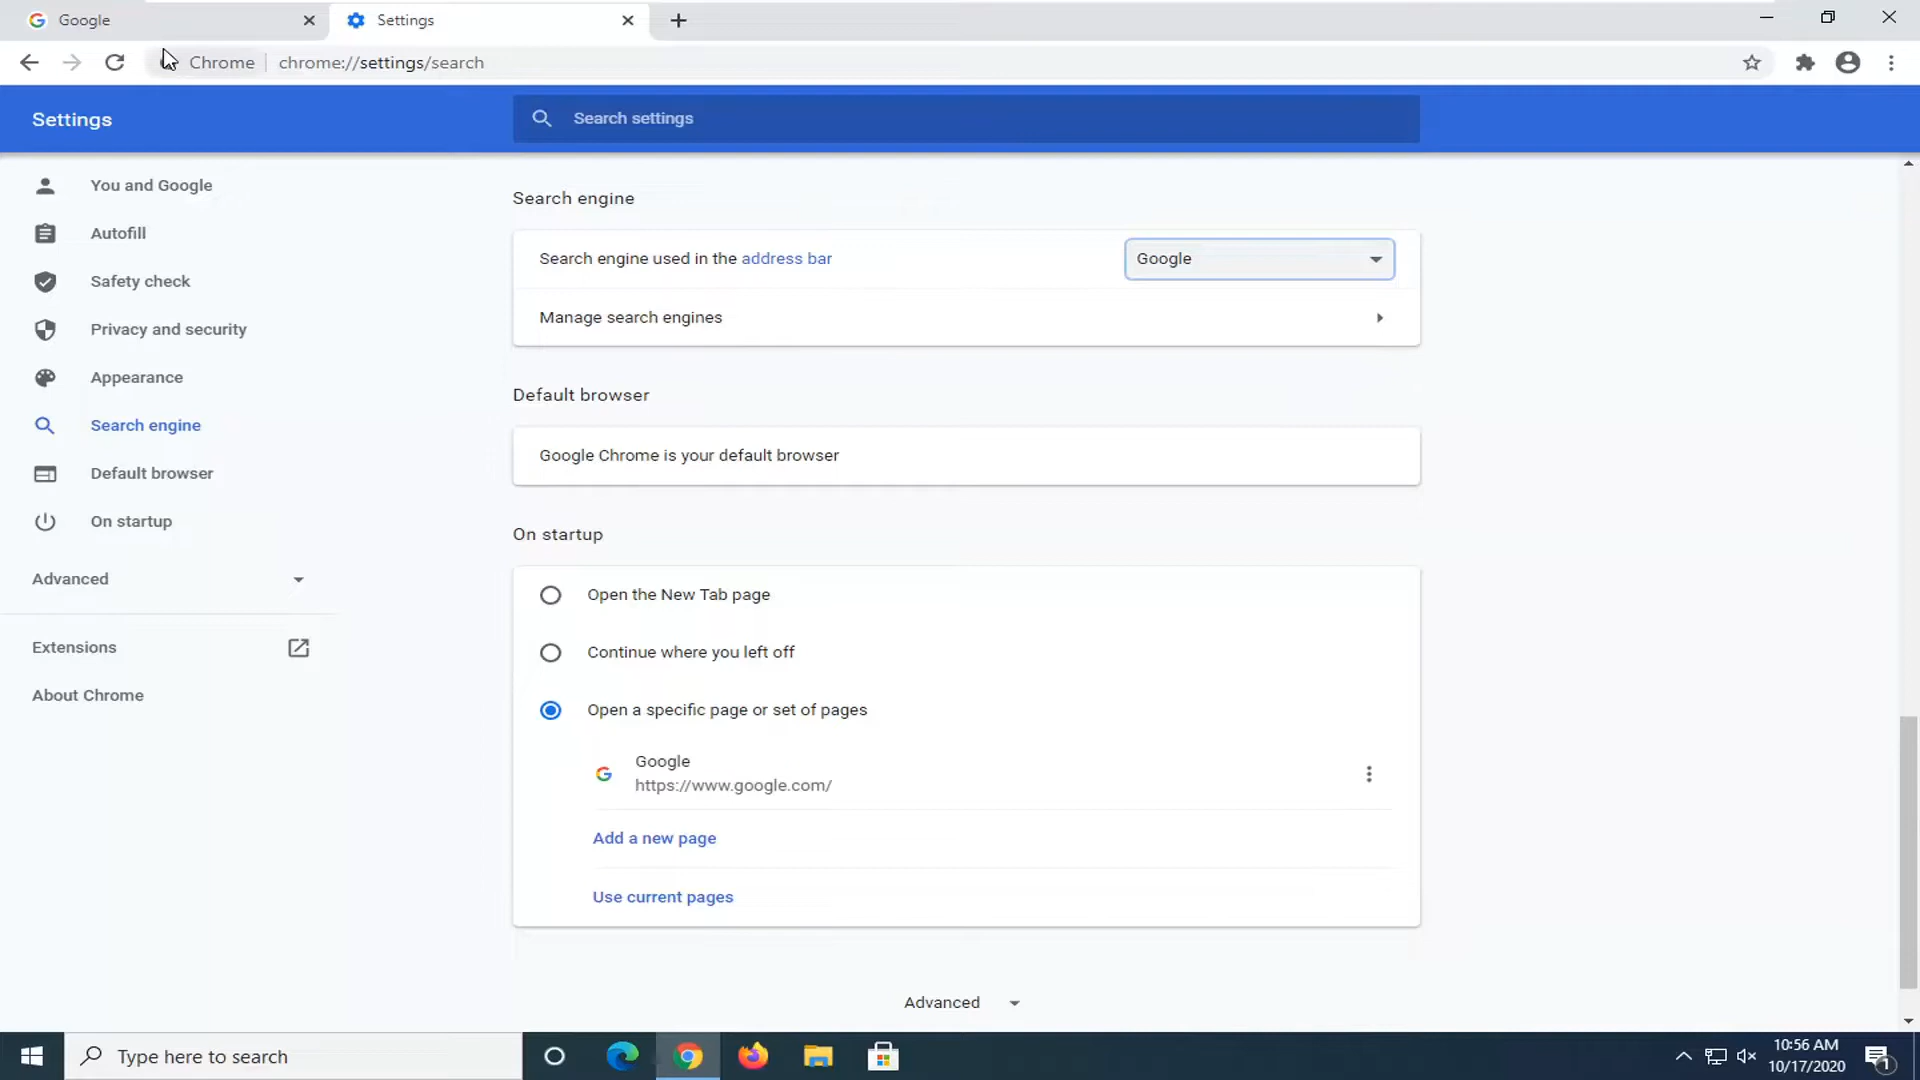 Google
Settings
Chrome
chrome://settings/search
Settings
Search settings
You and Google
Autofill
Safety check
Privacy and security
Appearance
Search engine
Default browser
On startup
Advanced
Extensions
About Chrome
Search engine
Search engine used in the address bar
Google
Manage search engines
Default browser
Google Chrome is your default browser
On startup
Open the New Tab page
Continue where you left off
Open a specific page or set of pages
Google
https://www.google.com/
Add a new page
Use current pages
Advanced
Type here to search
10:56 AM
10/17/2020
1